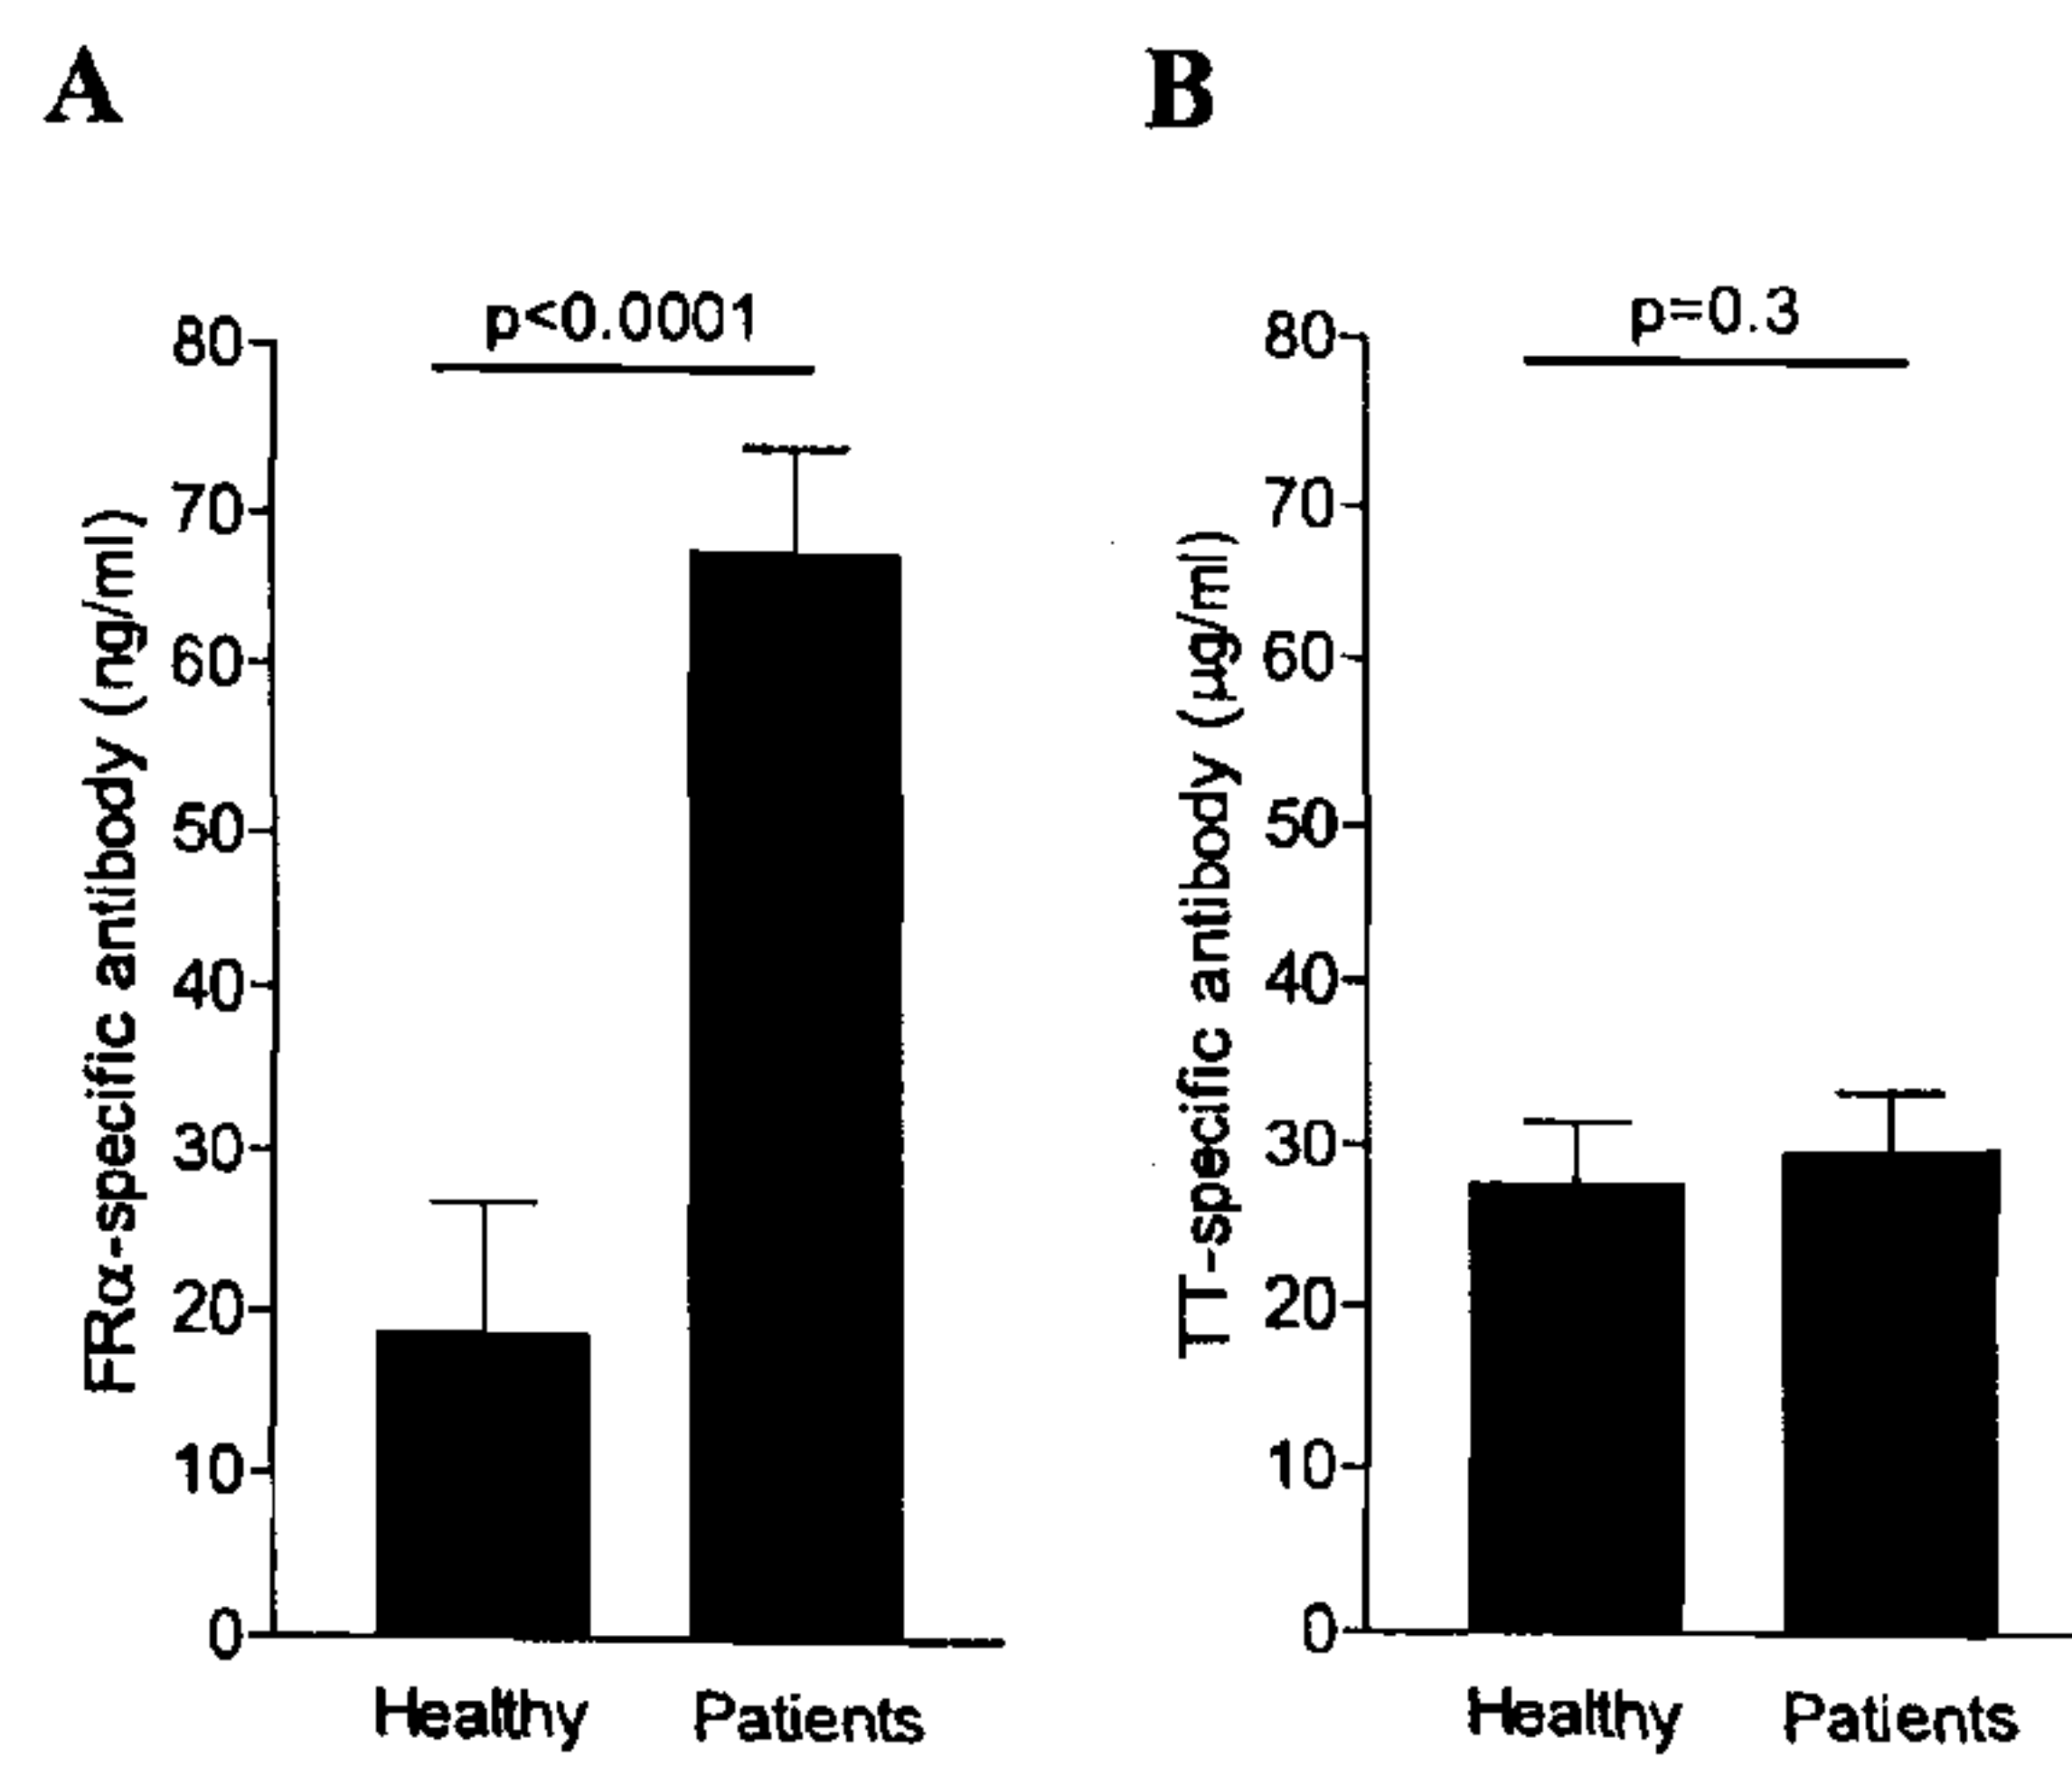 A
p<0.0001
80
70
60
50
40
30
20
10
0
FRα-specific antibody (ng/ml)
Healthy
Patients
B
p=0.3
80
70
60
50
40
30
20
10
0
TT-specific antibody (µg/ml)
Healthy
Patients